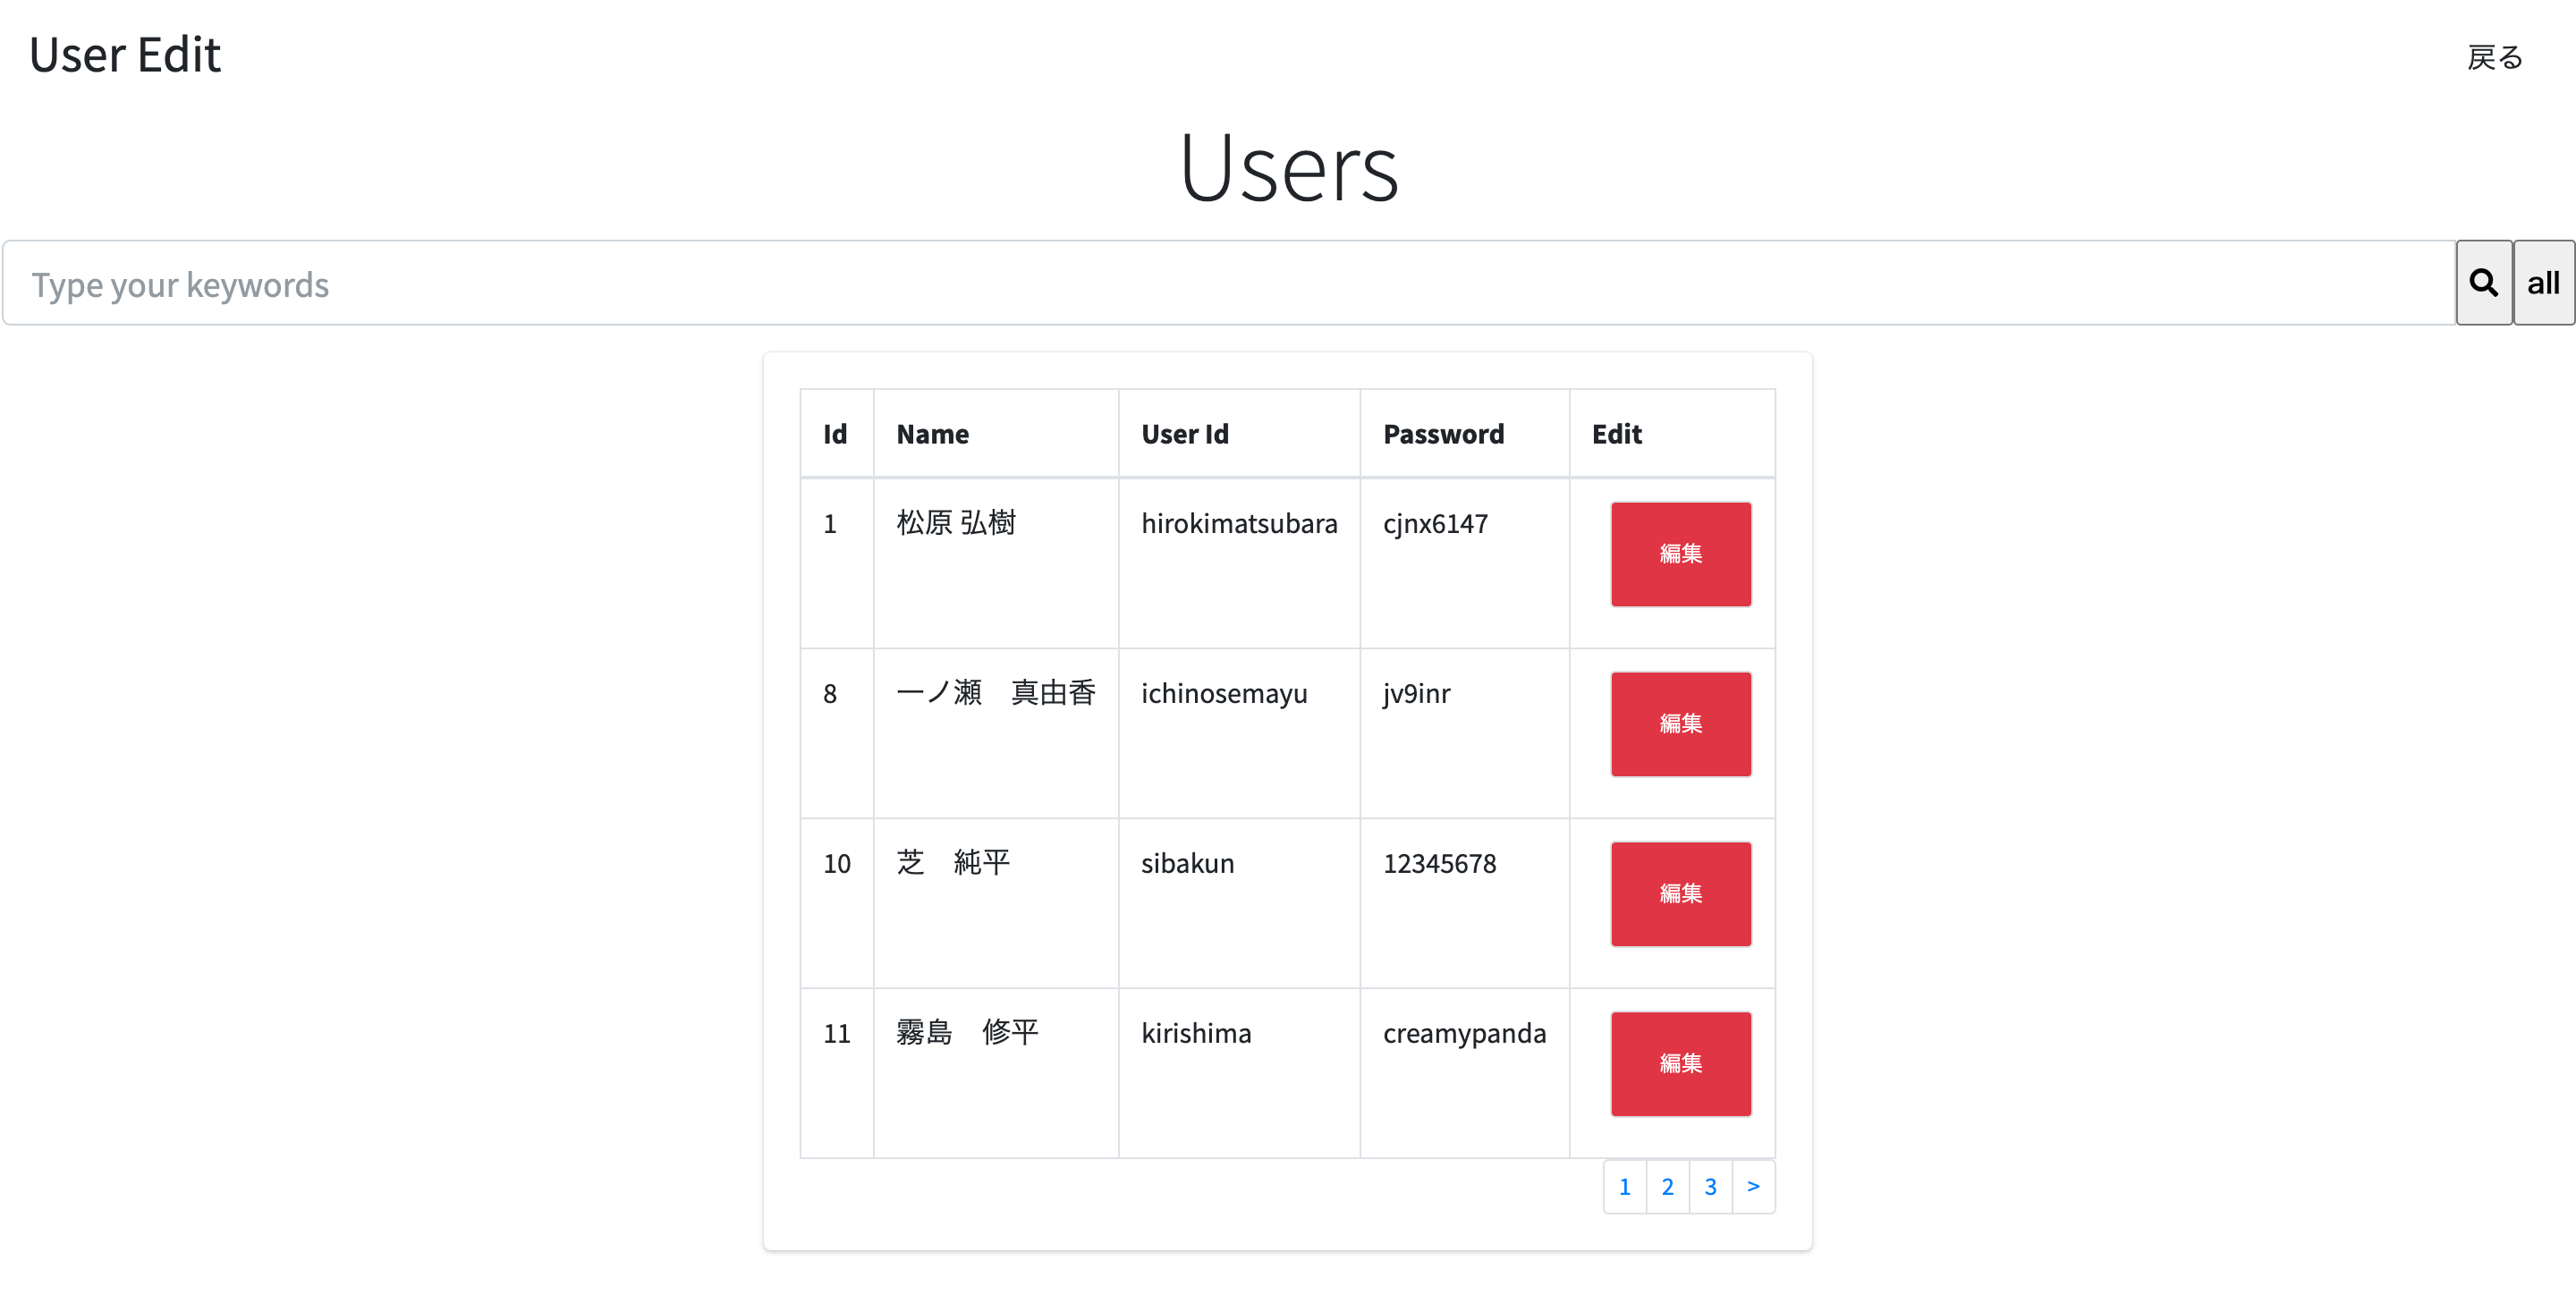 User Edit 戻る
Users
Type your keywords all
Id Name User Id Password Edit
1 松原 弘樹 hirokimatsubara cjnx6147 編集
8 一ノ瀬　真由香 ichinosemayu jv9inr 編集
10 芝　純平 sibakun 12345678 編集
11 霧島　修平 kirishima creamypanda 編集
1 2 3 >